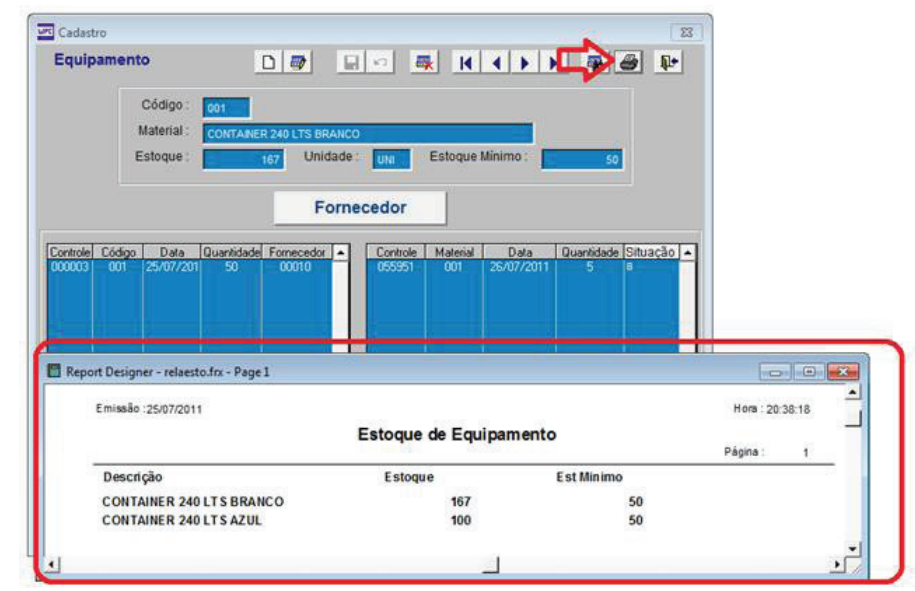 UPC Cadastro
Equipamento
Código : 001
Material : CONTAINER 240 LTS BRANCO
Estoque : 167 Unidade : UNI Estoque Mínimo : 50
Fornecedor
Controle Código Data Quantidade Fornecedor
000003 001 25/07/201 50 00010
Controle Material Data Quantidade Situação
055951 001 26/07/2011 5
Report Designer - relaesto.frx - Page 1
Emissão :25/07/2011 Hora : 20:38:18
Estoque de Equipamento
Página : 1
Descrição Estoque Est Minimo
CONTAINER 240 LTS BRANCO 167 50
CONTAINER 240 LTS AZUL 100 50